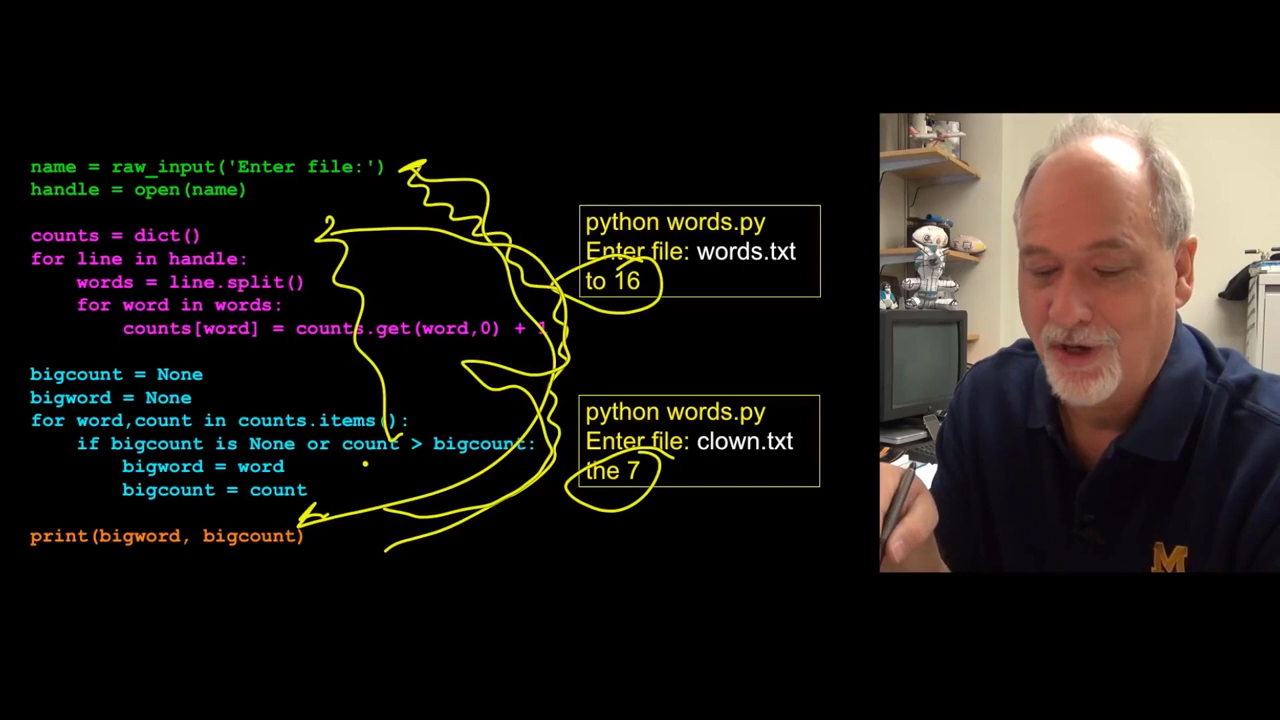 name = raw_input('Enter file:')
handle = open(name)
counts = dict()
for line in handle:
    words = line.split()
    for word in words:
        counts[word] = counts.get(word,0) + 1
bigcount = None
bigword = None
for word,count in counts.items():
    if bigcount is None or count > bigcount:
        bigword = word
        bigcount = count
print(bigword, bigcount)
python words.py
Enter file: words.txt
to 16
python words.py
Enter file: clown.txt
the 7
M